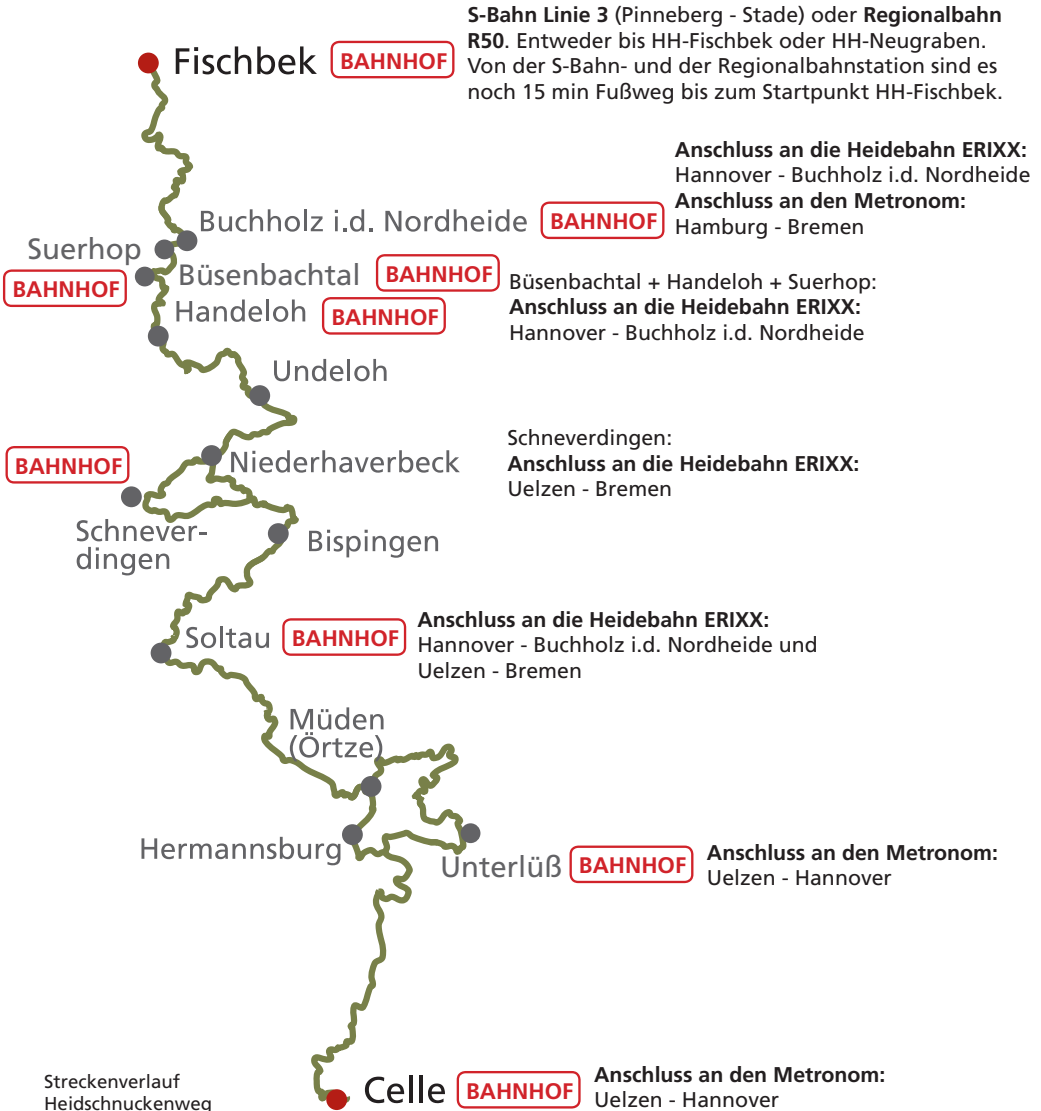 S-Bahn Linie 3 (Pinneberg - Stade) oder Regionalbahn
R50. Entweder bis HH-Fischbek oder HH-Neugraben.
Von der S-Bahn- und der Regionalbahnstation sind es
noch 15 min Fußweg bis zum Startpunkt HH-Fischbek.
Fischbek BAHNHOF
Anschluss an die Heidebahn ERIXX:
Hannover - Buchholz i.d. Nordheide
Anschluss an den Metronom:
Hamburg - Bremen
Buchholz i.d. Nordheide BAHNHOF
Suerhop
BAHNHOF
Büsenbachtal BAHNHOF
Handeloh BAHNHOF
Büsenbachtal + Handeloh + Suerhop:
Anschluss an die Heidebahn ERIXX:
Hannover - Buchholz i.d. Nordheide
Undeloh
Niederhaverbeck
BAHNHOF
Schnever-
dingen
Schneverdingen:
Anschluss an die Heidebahn ERIXX:
Uelzen - Bremen
Bispingen
Soltau BAHNHOF
Anschluss an die Heidebahn ERIXX:
Hannover - Buchholz i.d. Nordheide und
Uelzen - Bremen
Müden
(Örtze)
Hermannsburg
Unterlüß BAHNHOF
Anschluss an den Metronom:
Uelzen - Hannover
Celle BAHNHOF
Anschluss an den Metronom:
Uelzen - Hannover
Streckenverlauf
Heidschnuckenweg